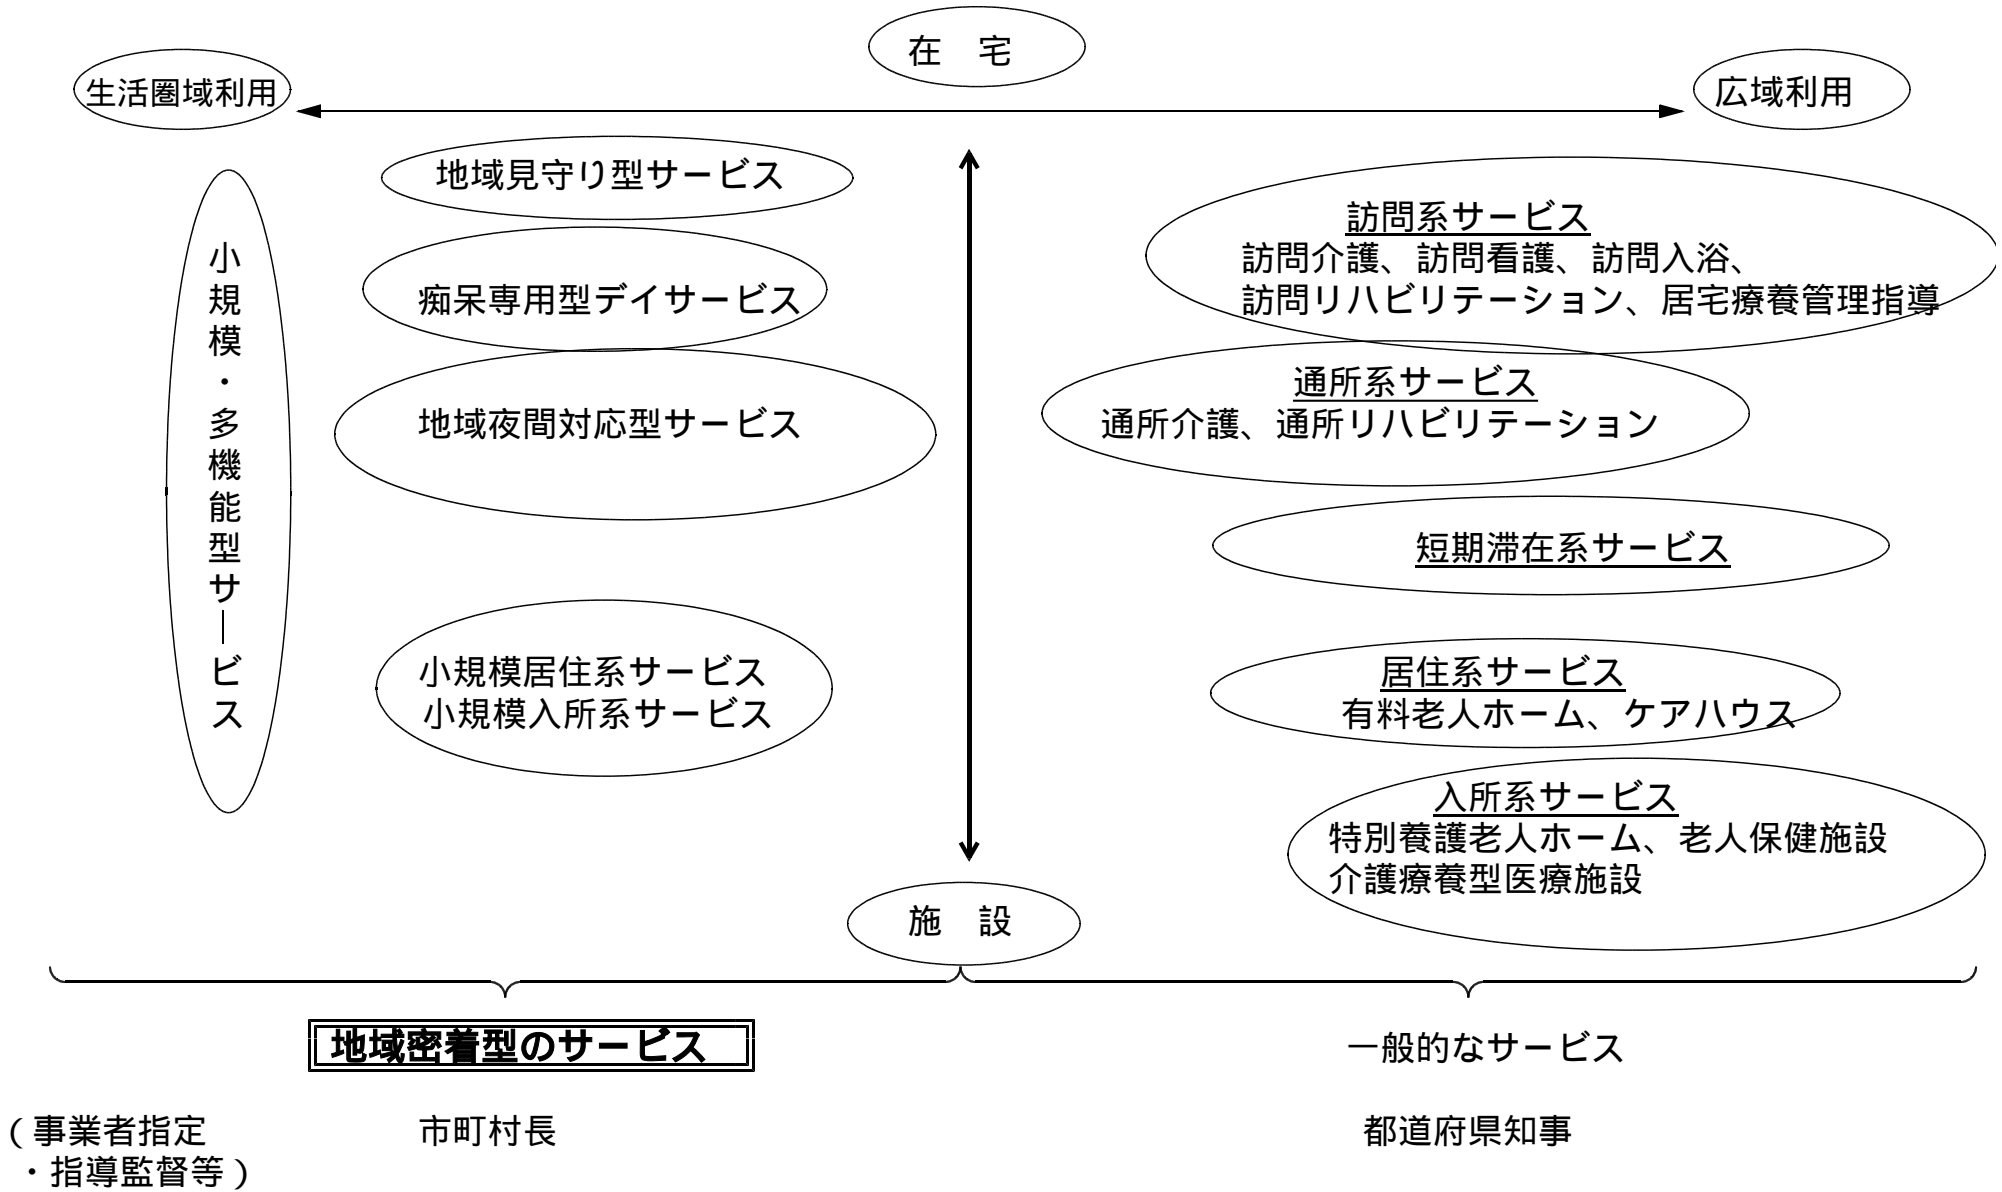 在　宅
生活圏域利用
広域利用
小規模・多機能型サービス
地域見守り型サービス
痴呆専用型デイサービス
地域夜間対応型サービス
小規模居住系サービス
小規模入所系サービス
訪問系サービス
訪問介護、訪問看護、訪問入浴、
訪問リハビリテーション、居宅療養管理指導
通所系サービス
通所介護、通所リハビリテーション
短期滞在系サービス
居住系サービス
有料老人ホーム、ケアハウス
入所系サービス
特別養護老人ホーム、老人保健施設
介護療養型医療施設
施　設
地域密着型のサービス
一般的なサービス
（事業者指定
・指導監督等）
市町村長
都道府県知事